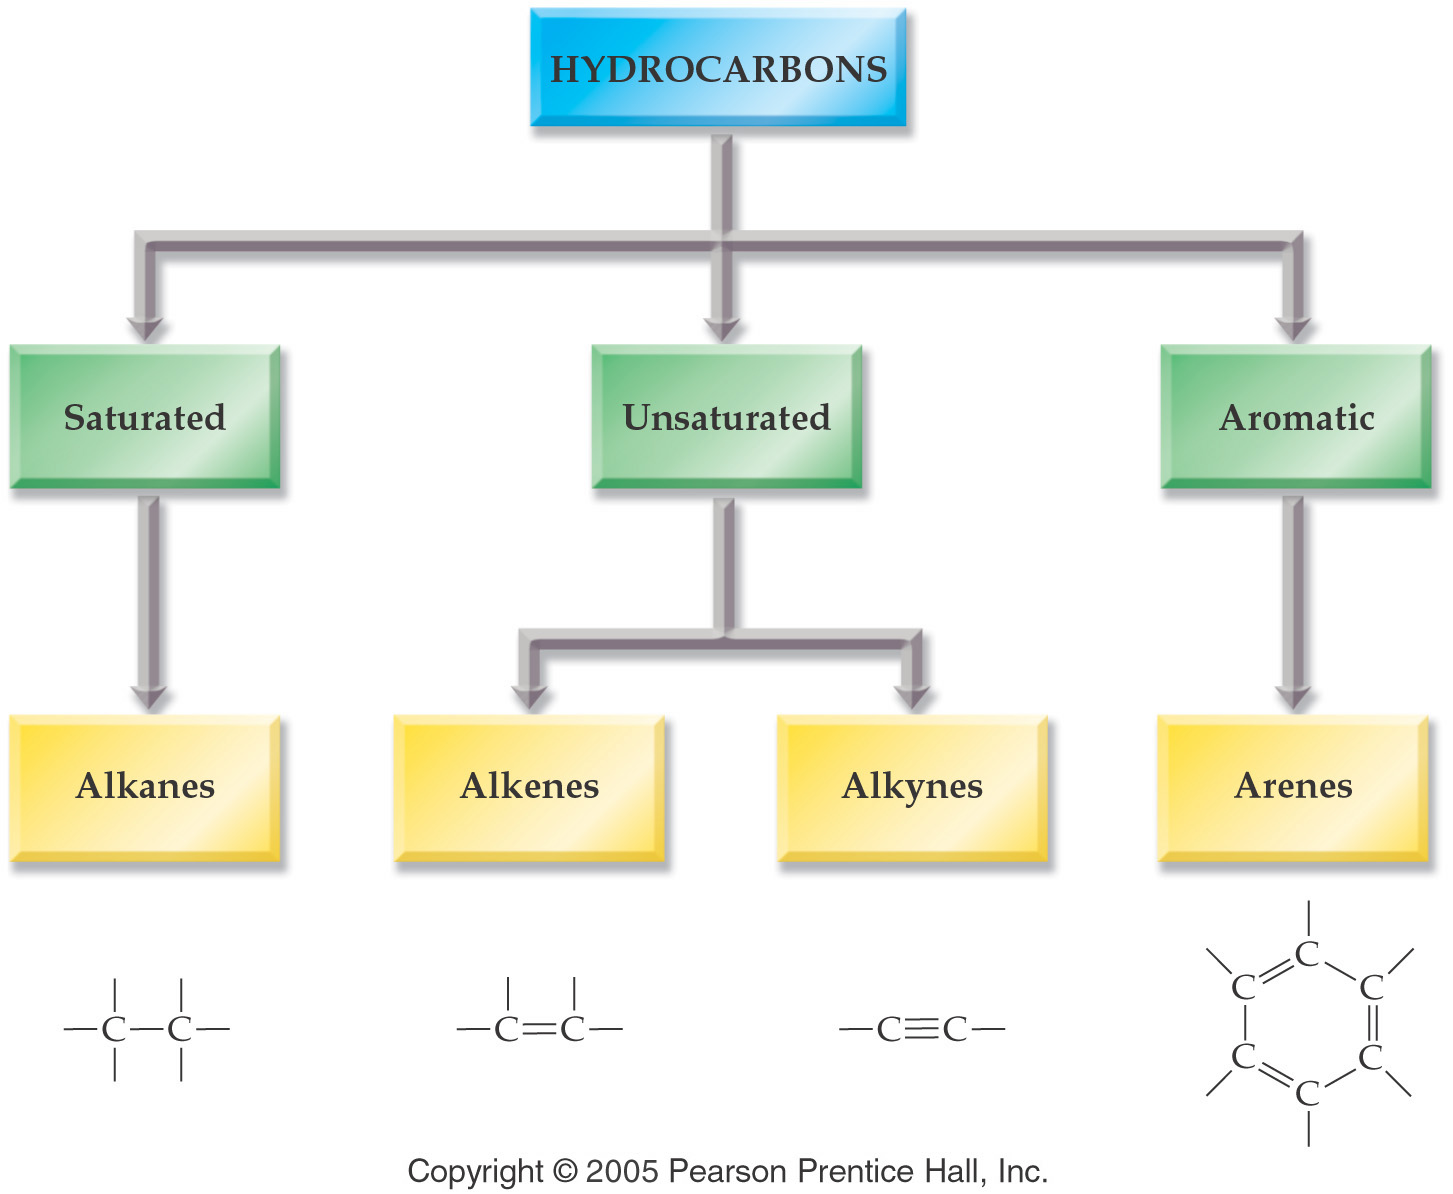 HYDROCARBONS
Saturated
Unsaturated
Aromatic
Alkanes
Alkenes
Alkynes
Arenes
C C
C C
C C
C
C C
C C
C
Copyright © 2005 Pearson Prentice Hall, Inc.